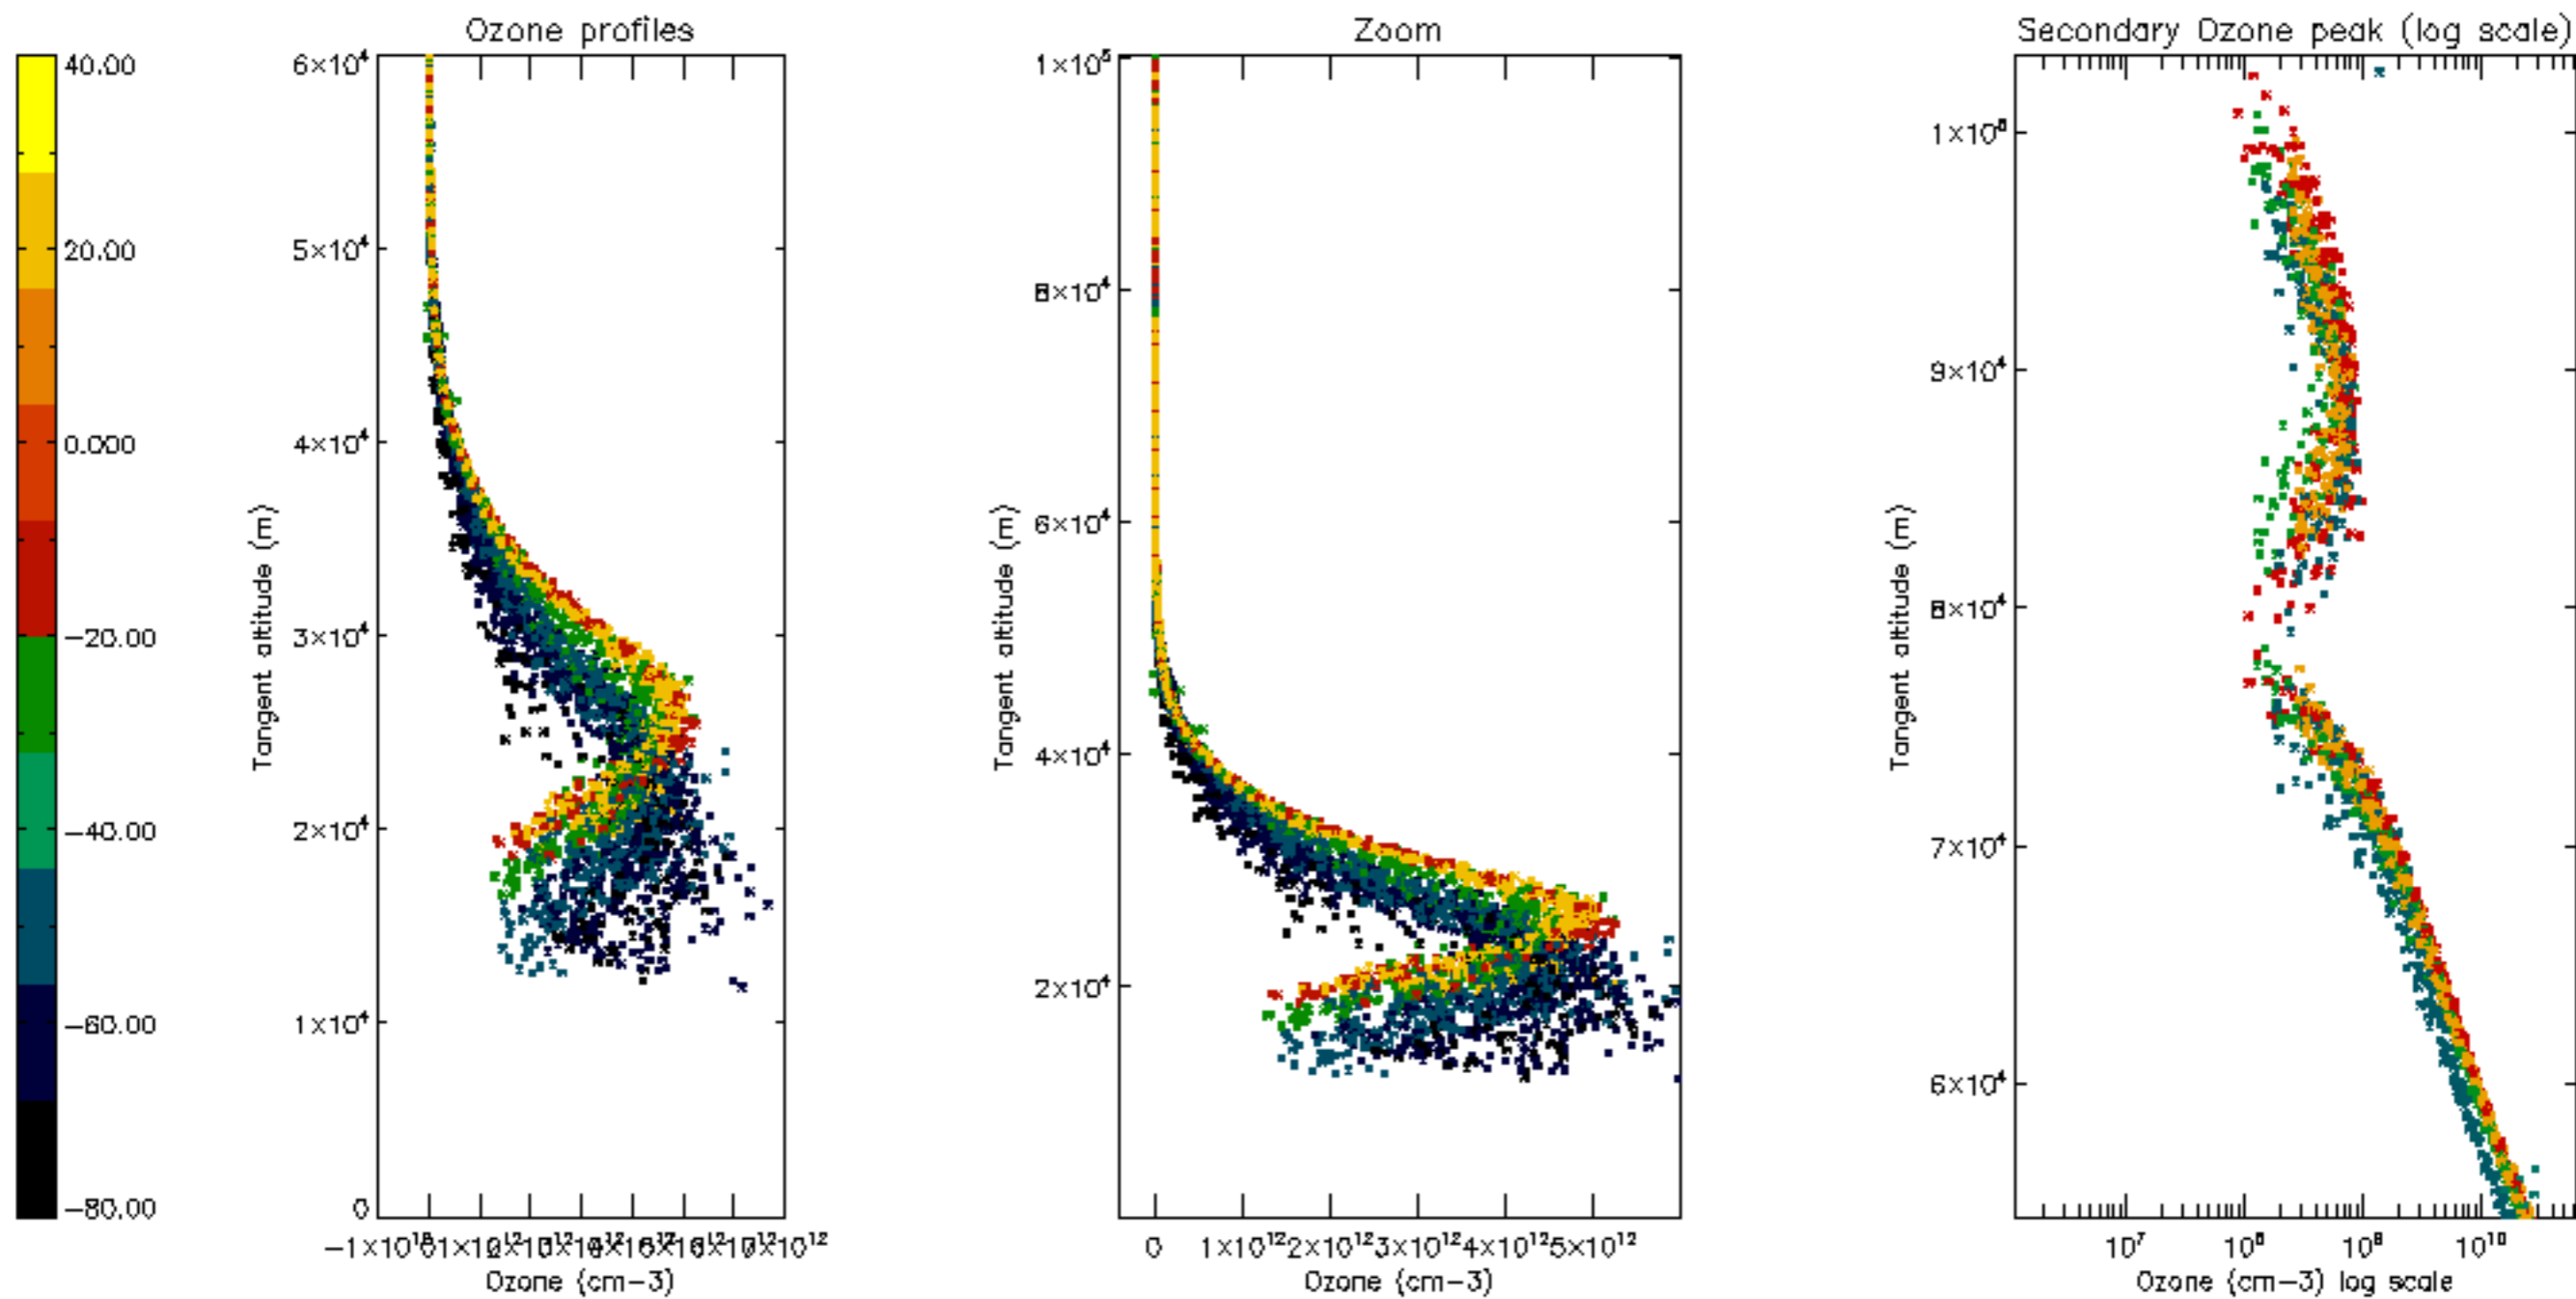 Ozone profiles
Zoom
Secondary Ozone peak (log scale)
40.00
20.00
0.000
−20.00
−40.00
−60.00
−80.00
6×10⁴
5×10⁴
4×10⁴
3×10⁴
2×10⁴
1×10⁴
0
Tangent altitude (m)
Ozone (cm−3)
1×10⁵
8×10⁴
6×10⁴
4×10⁴
2×10⁴
Tangent altitude (m)
0 1×10¹² 2×10¹² 3×10¹² 4×10¹² 5×10¹²
Ozone (cm−3)
9×10⁴
8×10⁴
7×10⁴
6×10⁴
Tangent altitude (m)
10⁷ 10⁸ 10⁹ 10¹⁰
Ozone (cm−3) log scale